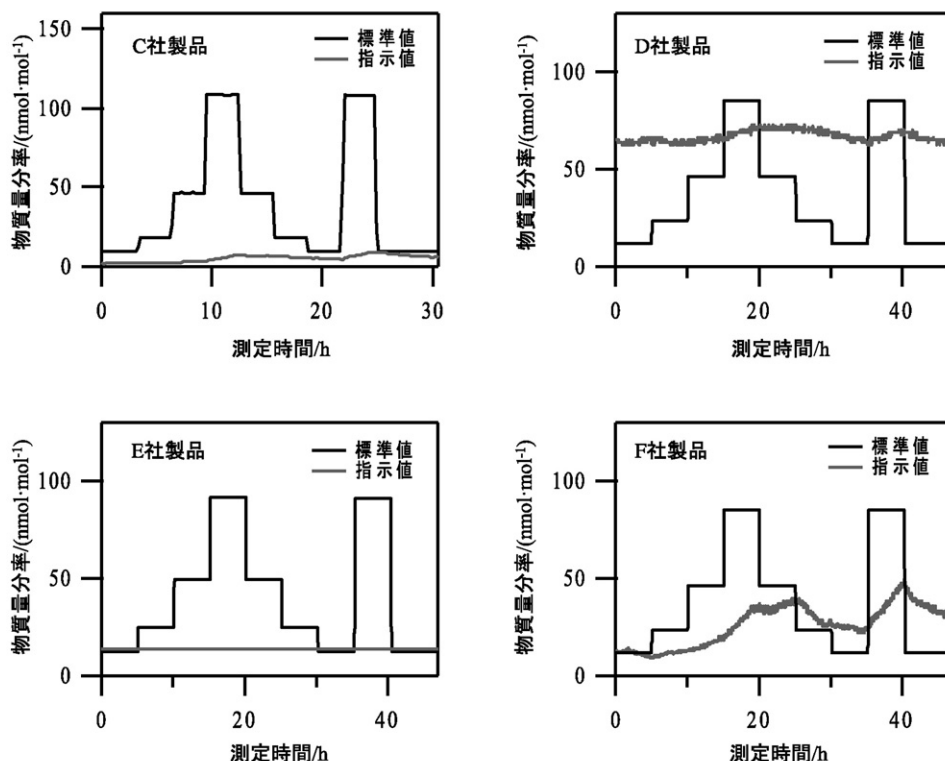 C社製品
標準値
指示値
物質量分率/(nmol·mol⁻¹)
150
100
50
0
0
10
20
30
測定時間/h
D社製品
標準値
指示値
物質量分率/(nmol·mol⁻¹)
100
50
0
0
20
40
測定時間/h
E社製品
標準値
指示値
物質量分率/(nmol·mol⁻¹)
100
50
0
0
20
40
測定時間/h
F社製品
標準値
指示値
物質量分率/(nmol·mol⁻¹)
100
50
0
0
20
40
測定時間/h